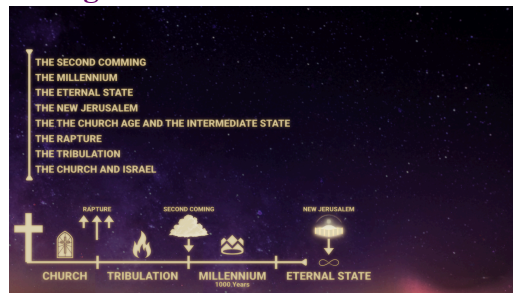 THE SECOND COMMING
THE MILLENNIUM
THE ETERNAL STATE
THE NEW JERUSALEM
THE THE CHURCH AGE AND THE INTERMEDIATE STATE
THE RAPTURE
THE TRIBULATION
THE CHURCH AND ISRAEL
RAPTURE
SECOND COMING
NEW JERUSALEM
CHURCH
TRIBULATION
MILLENNIUM
1000 Years
ETERNAL STATE